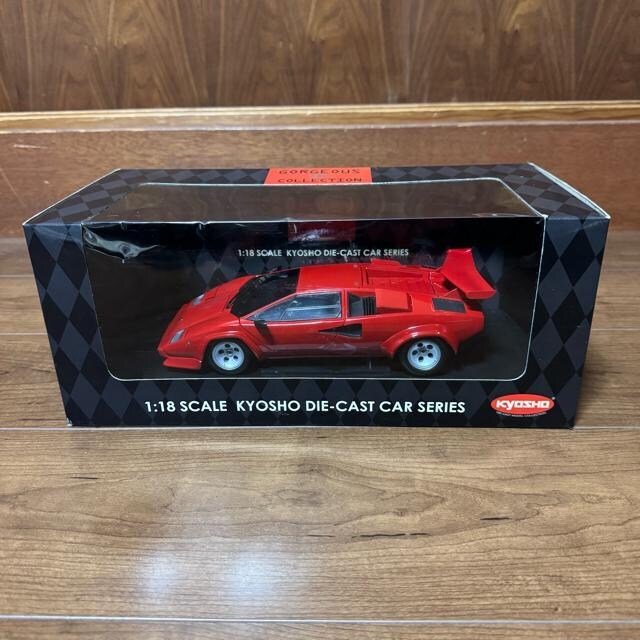 GORGEOUS
COLLECTION
1:18 SCALE KYOSHO DIE-CAST CAR SERIES
1:18 SCALE KYOSHO DIE-CAST CAR SERIES
KYOSHO